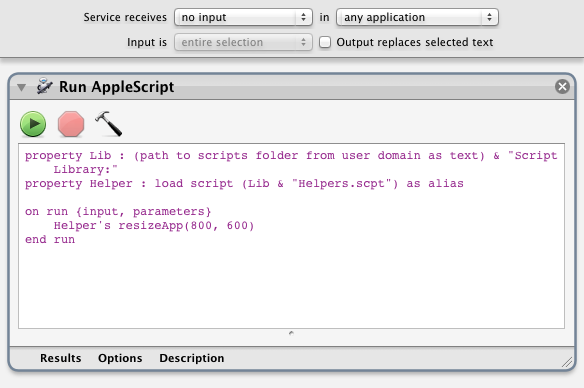 Service receives no input in any application
Input is entire selection Output replaces selected text
Run AppleScript
property Lib : (path to scripts folder from user domain as text) & "Script
Library:"
property Helper : load script (Lib & "Helpers.scpt") as alias
on run {input, parameters}
Helper's resizeApp(800, 600)
end run
Results Options Description